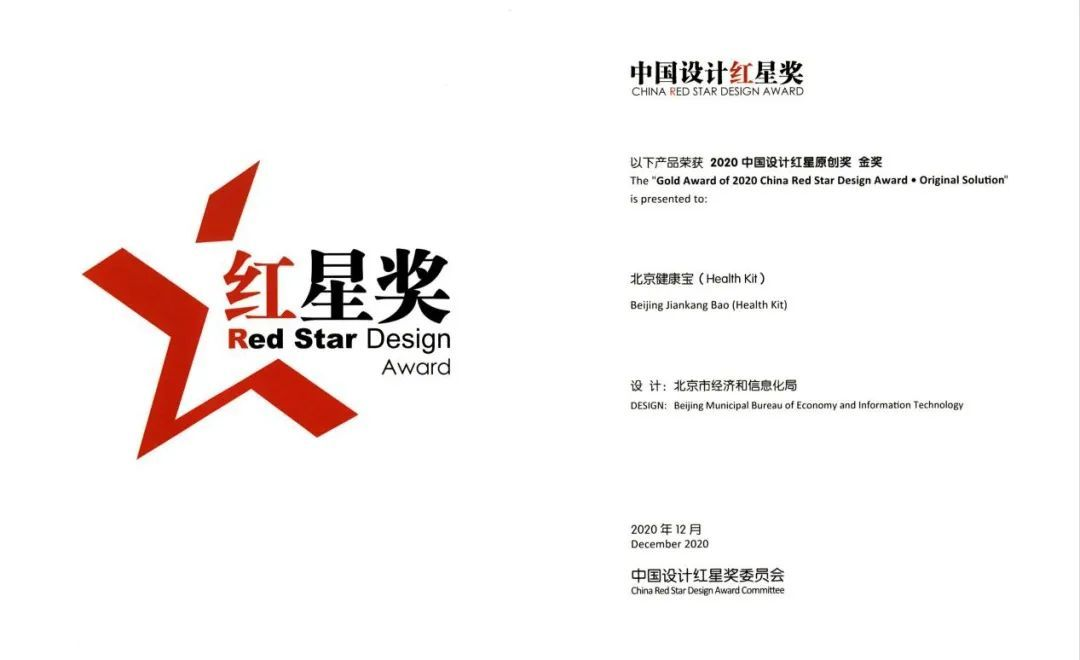 红星奖
Red Star Design
Award
中国设计红星奖
CHINA RED STAR DESIGN AWARD
以下产品荣获 2020 中国设计红星原创奖 金奖
The "Gold Award of 2020 China Red Star Design Award • Original Solution"
is presented to:
北京健康宝（Health Kit）
Beijing Jiankang Bao (Health Kit)
设 计：北京市经济和信息化局
DESIGN: Beijing Municipal Bureau of Economy and Information Technology
2020 年 12 月
December 2020
中国设计红星奖委员会
China Red Star Design Award Committee